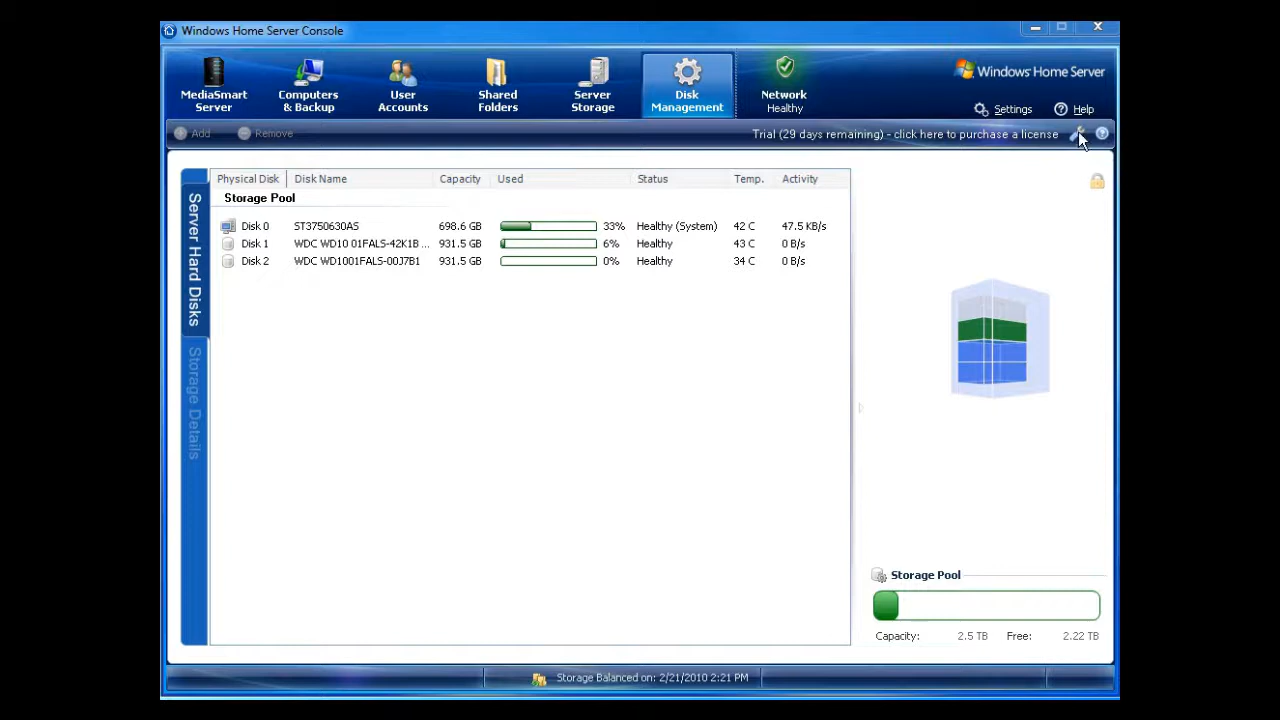 Windows Home Server Console
MediaSmart
Server
Computers
& Backup
User
Accounts
Shared
Folders
Server
Storage
Disk
Management
Network
Healthy
Windows Home Server
Settings
Help
Add
Remove
Trial (29 days remaining) - click here to purchase a license
Server Hard Disks
Storage Details
Physical Disk Disk Name Capacity Used Status Temp. Activity
Storage Pool
Disk 0 ST3750630AS 698.6 GB 33% Healthy (System) 42 C 47.5 KB/s
Disk 1 WDC WD10 01FALS-42K1B ... 931.5 GB 6% Healthy 43 C 0 B/s
Disk 2 WDC WD1001FALS-00J7B1 931.5 GB 0% Healthy 34 C 0 B/s
Storage Pool
Capacity: 2.5 TB Free: 2.22 TB
Storage Balanced on: 2/21/2010 2:21 PM